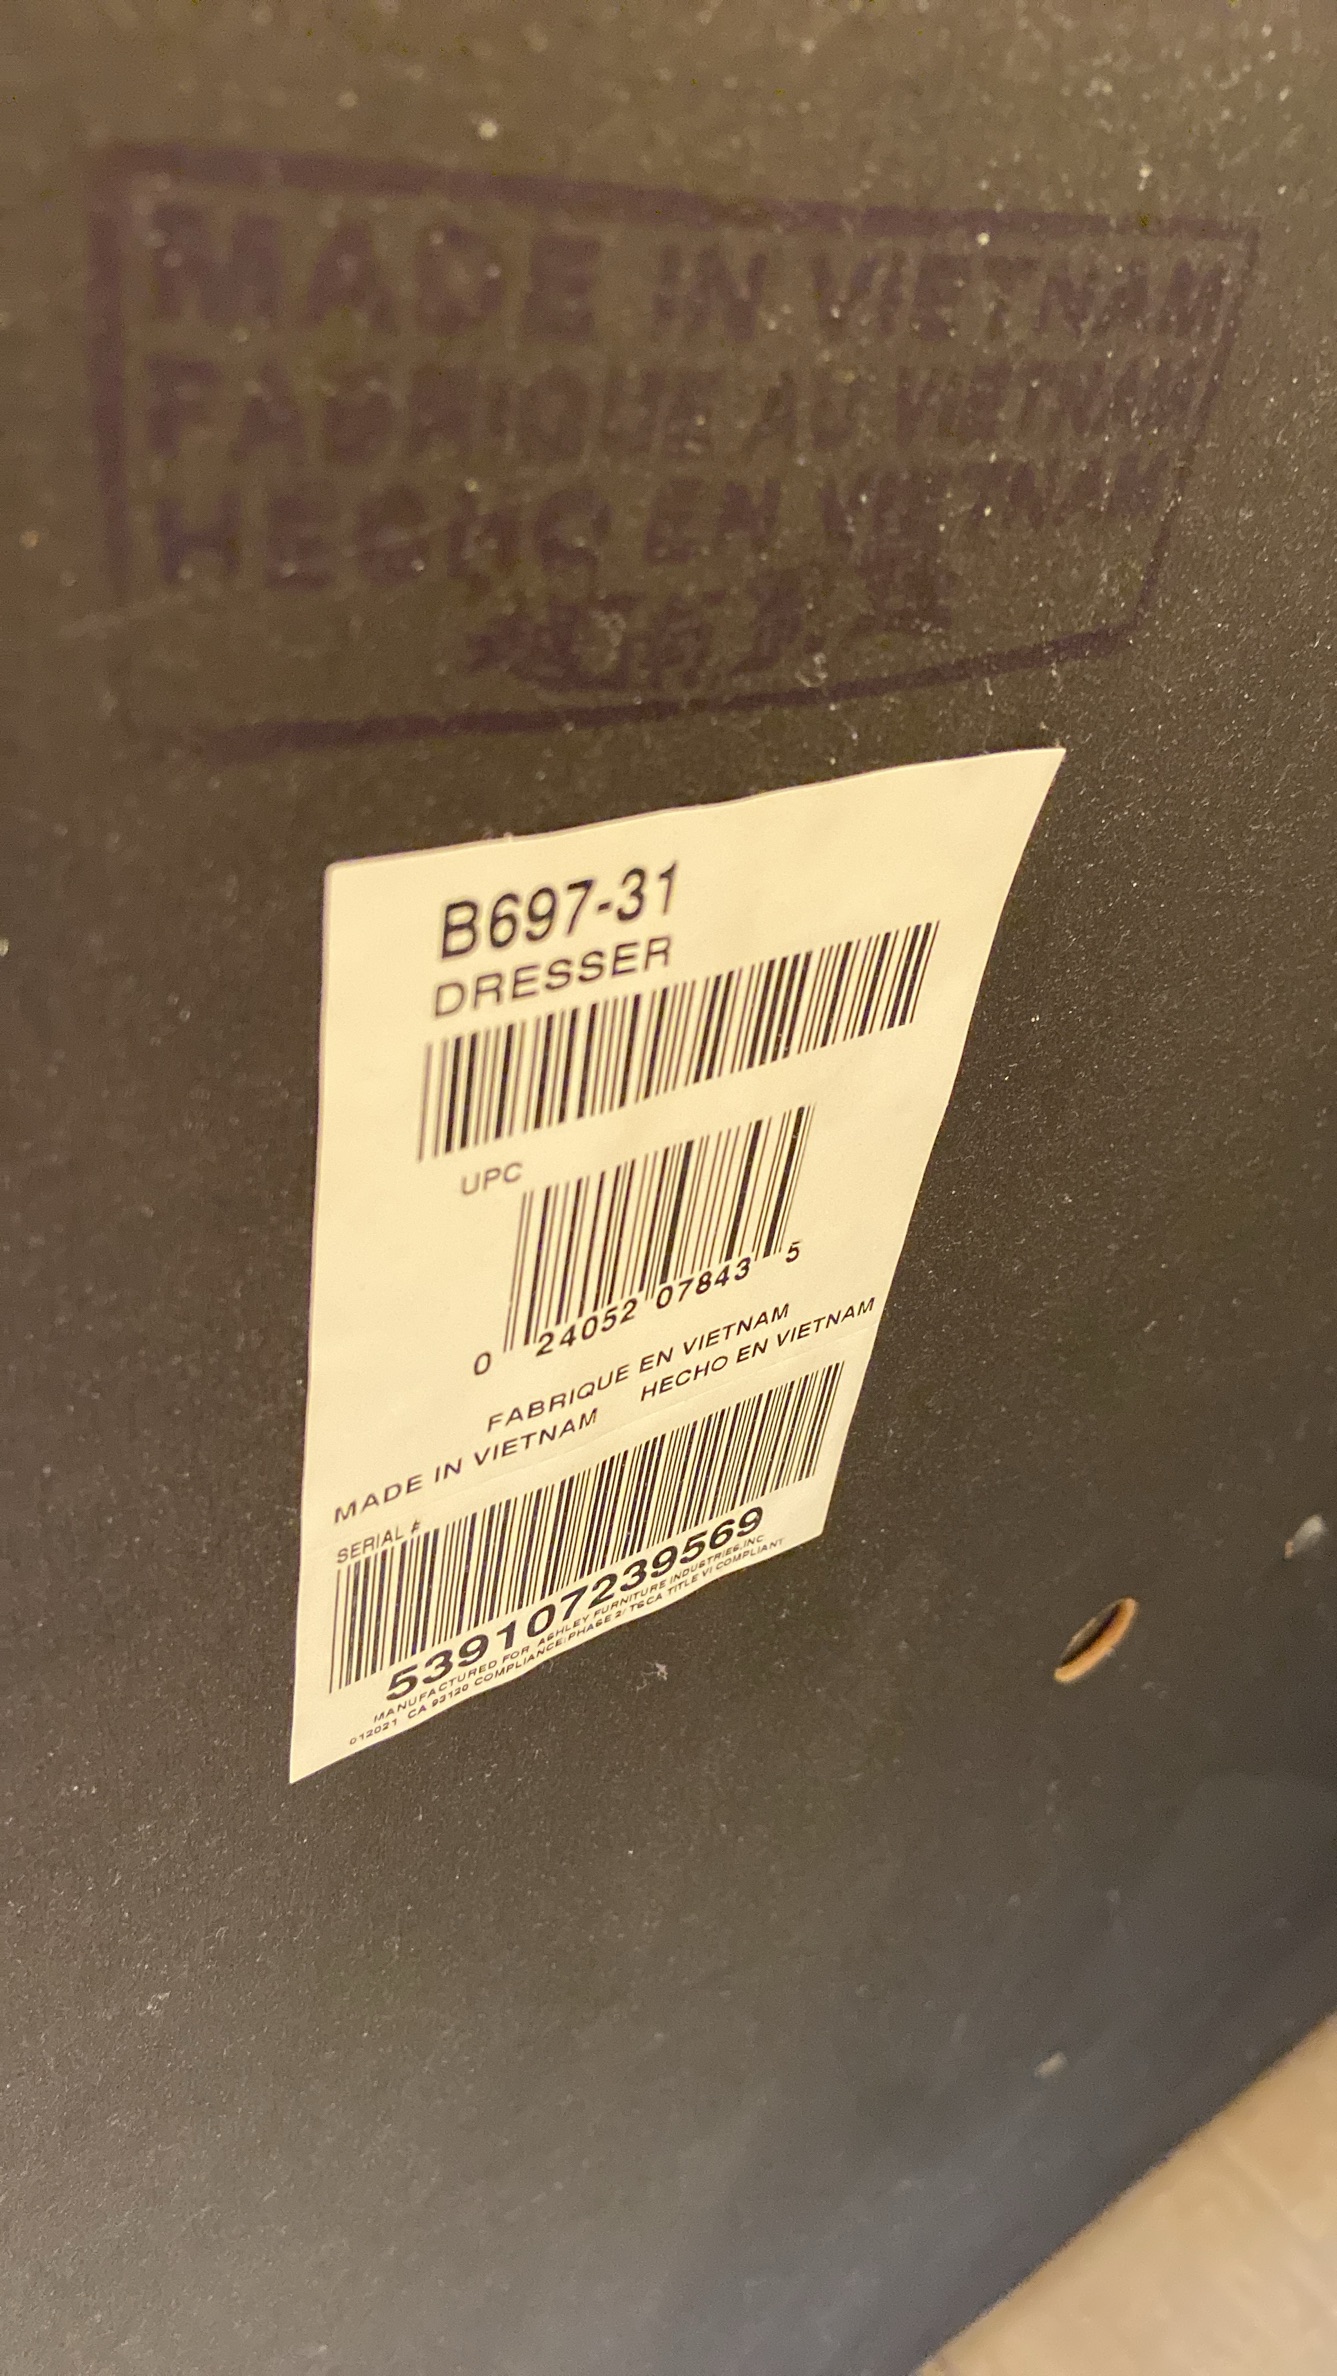 MADE IN VIETNAM
FABRIQUE AU VIETNAM
HECHO EN VIETNAM
越南
B697-31
DRESSER
UPC
0 24052 07843 5
FABRIQUE EN VIETNAM
MADE IN VIETNAM HECHO EN VIETNAM
SERIAL #
539107239569
MANUFACTURED FOR ASHLEY FURNITURE INDUSTRIES,INC
012021 CA 93120 COMPLIANCE:PHASE 2/ TSCA TITLE VI COMPLIANT